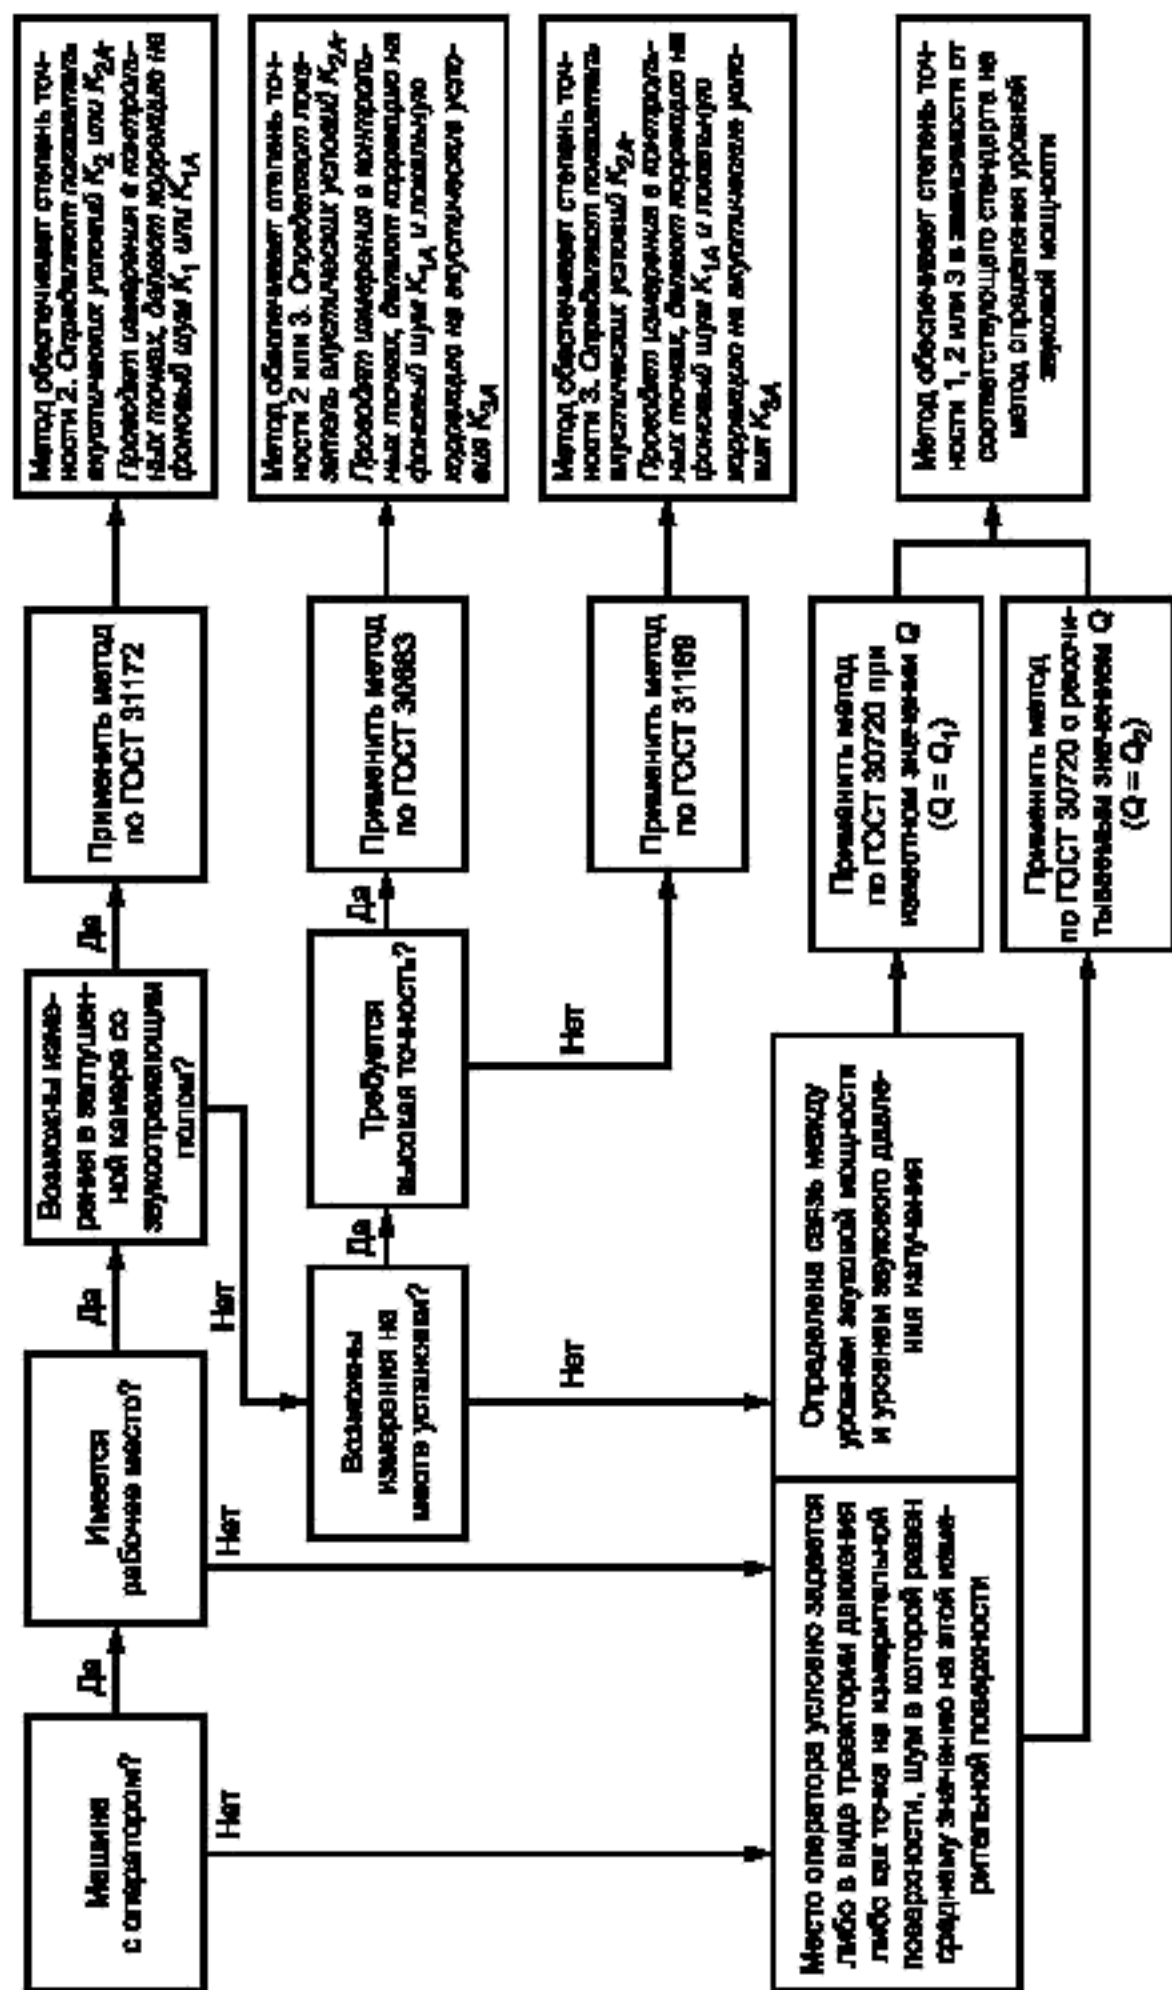 Машина
с оператором?
Да
Нет
Имеется
рабочее место?
Да
Нет
Возможны изме-
рения в заглушен-
ной камере со
звукоотражающим
полом?
Да
Нет
Применить метод
по ГОСТ 31172
Метод обеспечивает степень точ-
ности 2. Определяют показатель
акустических условий K2 или K2A.
Проводят измерения в контроль-
ных точках, делают коррекцию на
фоновый шум K1 или K1A
Возможны
измерения на
месте установки?
Да
Нет
Требуется
высокая точность?
Да
Нет
Применить метод
по ГОСТ 30683
Метод обеспечивает степень точ-
ности 2 или 3. Определяют пока-
затель акустических условий K2A.
Проводят измерения в контроль-
ных точках, делают коррекцию на
фоновый шум K1A и локальную
коррекцию на акустические усло-
вия K3A
Применить метод
по ГОСТ 31169
Метод обеспечивает степень точ-
ности 3. Определяют показатель
акустических условий K2A.
Проводят измерения в контроль-
ных точках, делают коррекцию на
фоновый шум K1A и локальную
коррекцию на акустические усло-
вия K3A
Место оператора условно задается
либо в виде траектории движения
либо как точка на измерительной
поверхности, шум в которой равен
среднему значению на этой изме-
рительной поверхности
Определена связь между
уровнем звуковой мощности
и уровнем звукового давле-
ния излучения
Применить метод
по ГОСТ 30720 при
известном значении Q
(Q = Q1)
Применить метод
по ГОСТ 30720 с рассчи-
тываемым значением Q
(Q = Q2)
Метод обеспечивает степень точ-
ности 1, 2 или 3 в зависимости от
соответствующего стандарта на
метод определения уровней
звуковой мощности